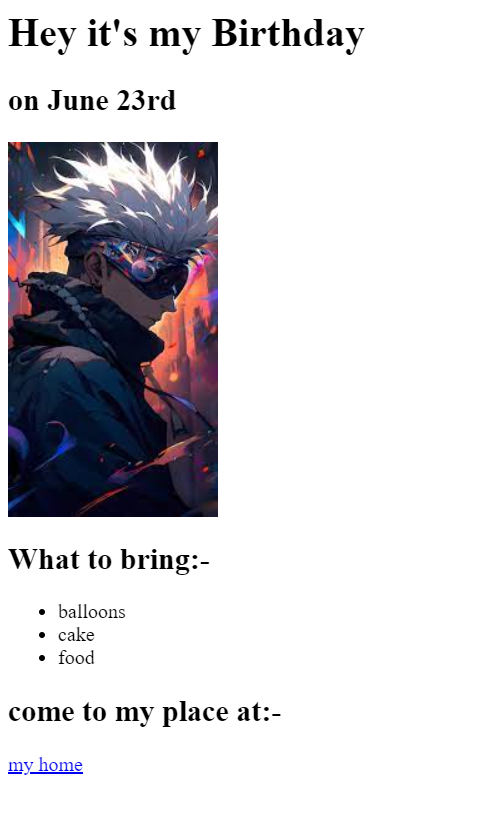 Hey it's my Birthday
on June 23rd
What to bring:-
balloons
cake
food
come to my place at:-
my home